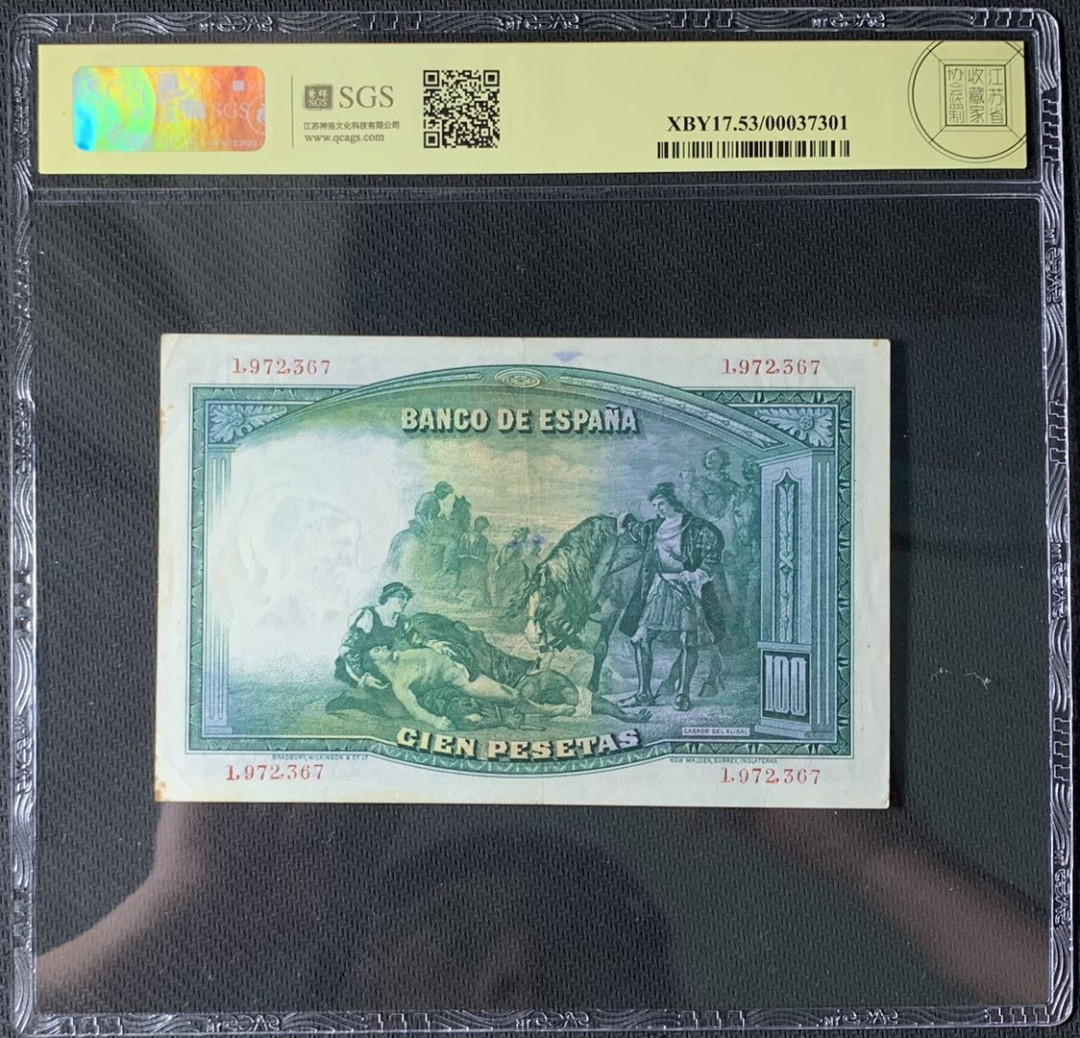 SGS
SGS
江苏神游文化科技有限公司
www.qcags.com
XBY17.53/00037301
江苏省
收藏家
协会监制
1,972,367
1,972,367
BANCO DE ESPAÑA
100
CASADO DEL ALISAL
CIEN PESETAS
BRADBURY, WILKINSON & Cº Lᵈ
NEW MALDEN, SURREY, INGLATERRA
1,972,367
1,972,367